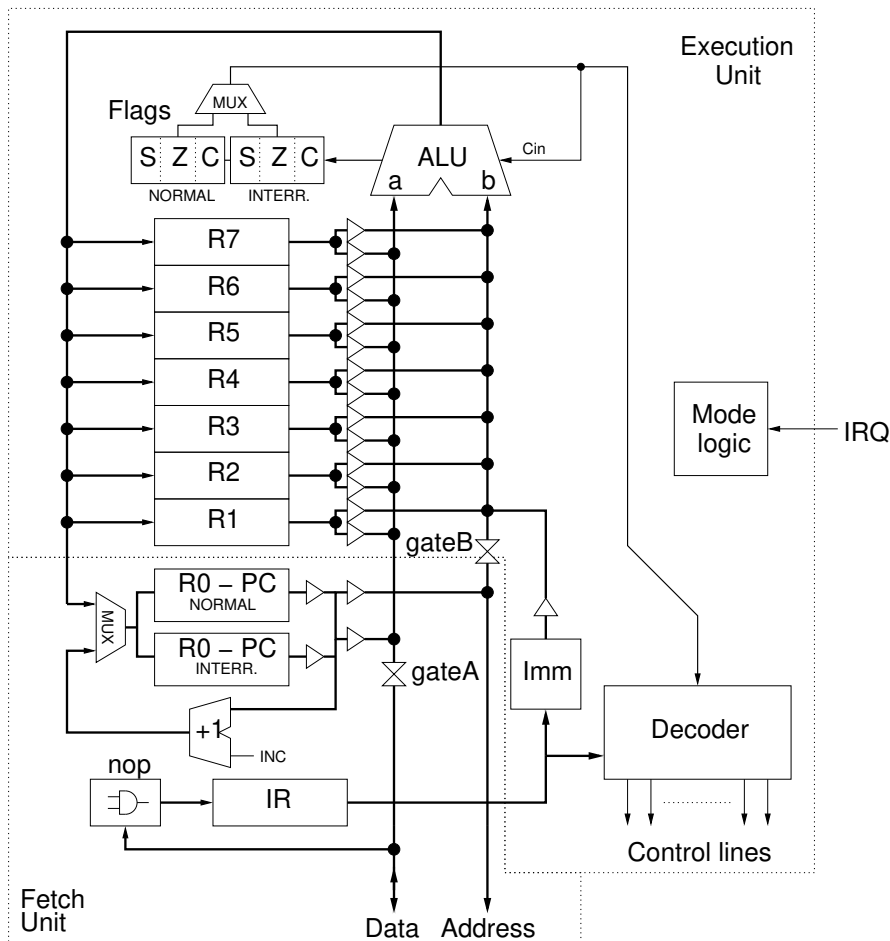 Execution
Unit
MUX
Flags
S Z C S Z C
NORMAL INTERR.
ALU
a b
Cin
R7
R6
R5
R4
R3
R2
R1
Mode
logic
IRQ
gateB
R0 – PC
NORMAL
MUX
R0 – PC
INTERR.
gateA
Imm
+1
INC
Decoder
nop
IR
Control lines
Fetch
Unit
Data Address